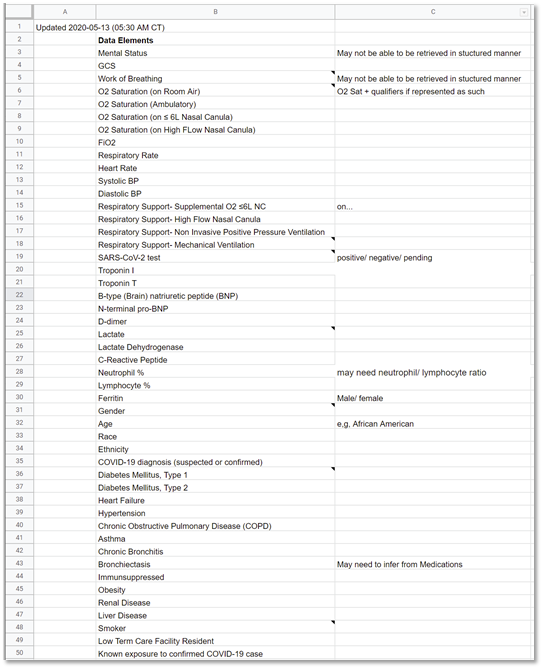 A B C
1 Updated 2020-05-13 (05:30 AM CT)
2 Data Elements
3 Mental Status May not be able to be retrieved in stuctured manner
4 GCS
5 Work of Breathing May not be able to be retrieved in stuctured manner
6 O2 Saturation (on Room Air) O2 Sat + qualifiers if represented as such
7 O2 Saturation (Ambulatory)
8 O2 Saturation (on ≤ 6L Nasal Canula)
9 O2 Saturation (on High FLow Nasal Canula)
10 FiO2
11 Respiratory Rate
12 Heart Rate
13 Systolic BP
14 Diastolic BP
15 Respiratory Support- Supplemental O2 ≤6L NC on...
16 Respiratory Support- High Flow Nasal Canula
17 Respiratory Support- Non Invasive Positive Pressure Ventilation
18 Respiratory Support- Mechanical Ventilation
19 SARS-CoV-2 test positive/ negative/ pending
20 Troponin I
21 Troponin T
22 B-type (Brain) natriuretic peptide (BNP)
23 N-terminal pro-BNP
24 D-dimer
25 Lactate
26 Lactate Dehydrogenase
27 C-Reactive Peptide
28 Neutrophil % may need neutrophil/ lymphocyte ratio
29 Lymphocyte %
30 Ferritin Male/ female
31 Gender
32 Age e,g, African American
33 Race
34 Ethnicity
35 COVID-19 diagnosis (suspected or confirmed)
36 Diabetes Mellitus, Type 1
37 Diabetes Mellitus, Type 2
38 Heart Failure
39 Hypertension
40 Chronic Obstructive Pulmonary Disease (COPD)
41 Asthma
42 Chronic Bronchitis
43 Bronchiectasis May need to infer from Medications
44 Immunsuppressed
45 Obesity
46 Renal Disease
47 Liver Disease
48 Smoker
49 Low Term Care Facility Resident
50 Known exposure to confirmed COVID-19 case